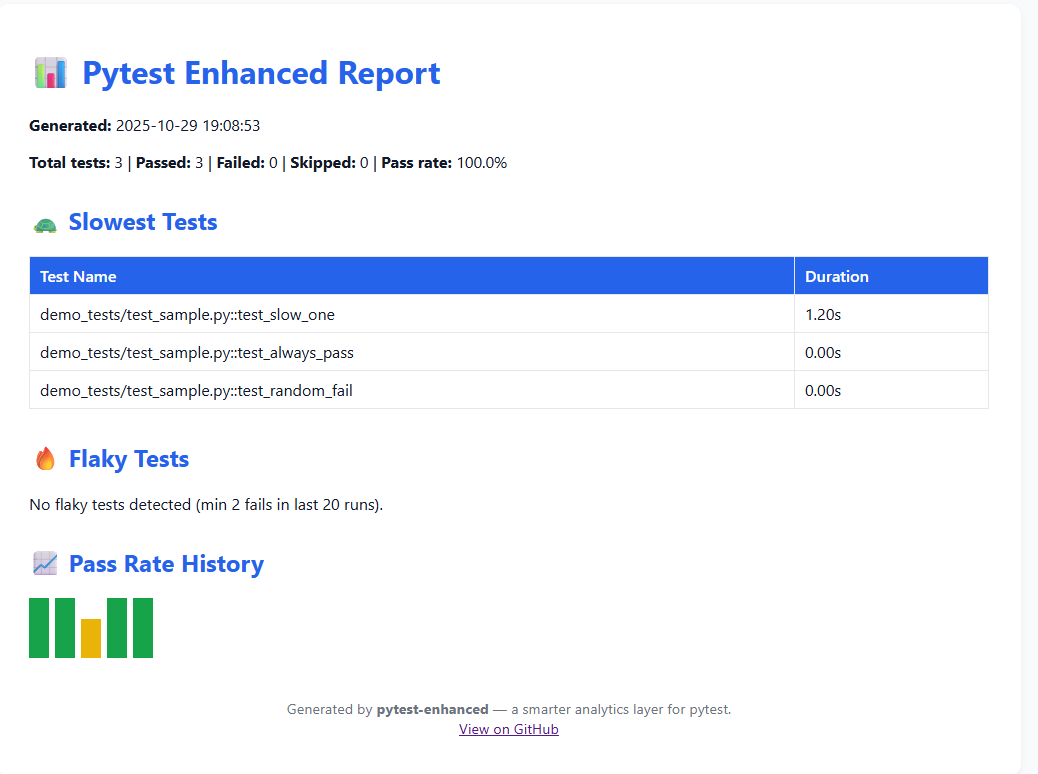 Pytest Enhanced Report
Generated: 2025-10-29 19:08:53
Total tests: 3 | Passed: 3 | Failed: 0 | Skipped: 0 | Pass rate: 100.0%
Slowest Tests
Test Name Duration
demo_tests/test_sample.py::test_slow_one 1.20s
demo_tests/test_sample.py::test_always_pass 0.00s
demo_tests/test_sample.py::test_random_fail 0.00s
Flaky Tests
No flaky tests detected (min 2 fails in last 20 runs).
Pass Rate History
Generated by pytest-enhanced — a smarter analytics layer for pytest.
View on GitHub